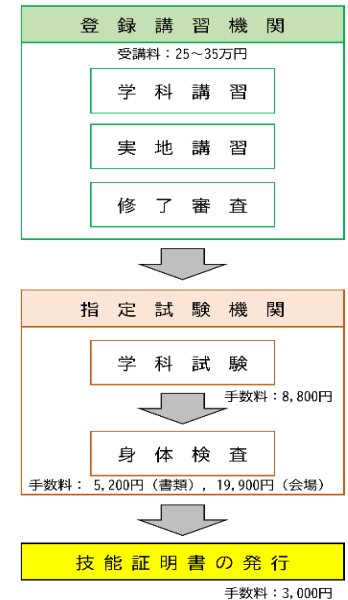 登録講習機関
受講料：25～35万円
学科講習
実地講習
修了審査
指定試験機関
学科試験
手数料：8,800円
身体検査
手数料： 5,200円（書類）, 19,900円（会場）
技能証明書の発行
手数料：3,000円